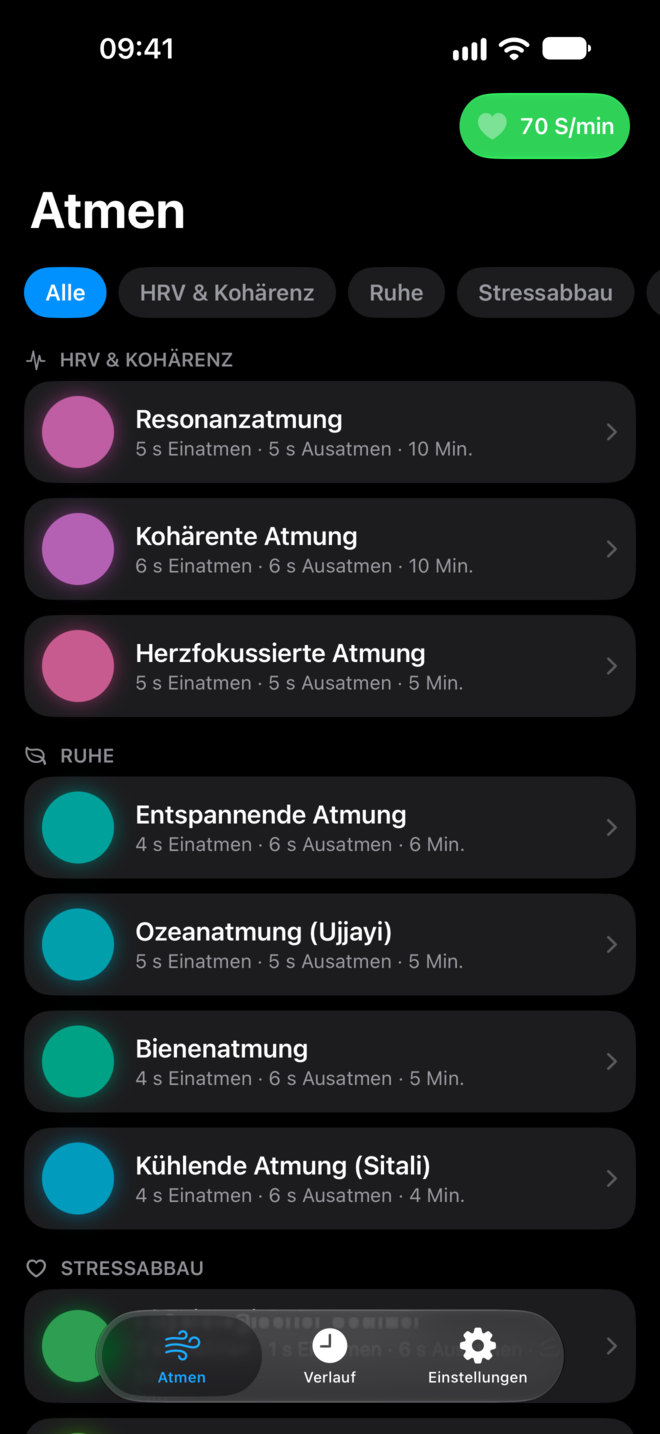 09:41
70 S/min
Atmen
Alle
HRV & Kohärenz
Ruhe
Stressabbau
HRV & KOHÄRENZ
Resonanzatmung
5 s Einatmen · 5 s Ausatmen · 10 Min.
Kohärente Atmung
6 s Einatmen · 6 s Ausatmen · 10 Min.
Herzfokussierte Atmung
5 s Einatmen · 5 s Ausatmen · 5 Min.
RUHE
Entspannende Atmung
4 s Einatmen · 6 s Ausatmen · 6 Min.
Ozeanatmung (Ujjayi)
5 s Einatmen · 5 s Ausatmen · 5 Min.
Bienenatmung
4 s Einatmen · 6 s Ausatmen · 5 Min.
Kühlende Atmung (Sitali)
4 s Einatmen · 6 s Ausatmen · 4 Min.
STRESSABBAU
Atmen
Verlauf
Einstellungen